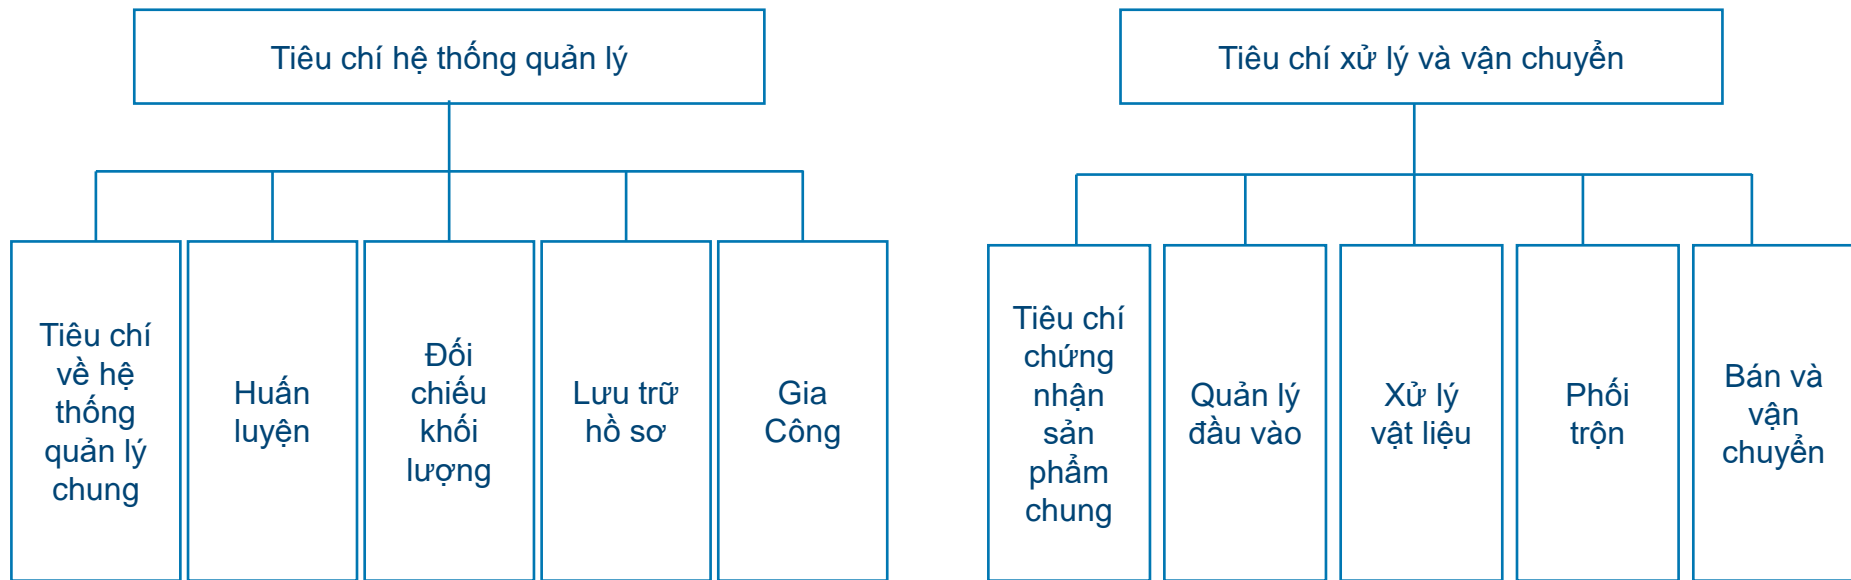 Tiêu chí hệ thống quản lý
Tiêu chí
về hệ
thống
quản lý
chung
Huấn
luyện
Đối
chiếu
khối
lượng
Lưu trữ
hồ sơ
Gia
Công
Tiêu chí xử lý và vận chuyển
Tiêu chí
chứng
nhận
sản
phẩm
chung
Quản lý
đầu vào
Xử lý
vật liệu
Phối
trộn
Bán và
vận
chuyển